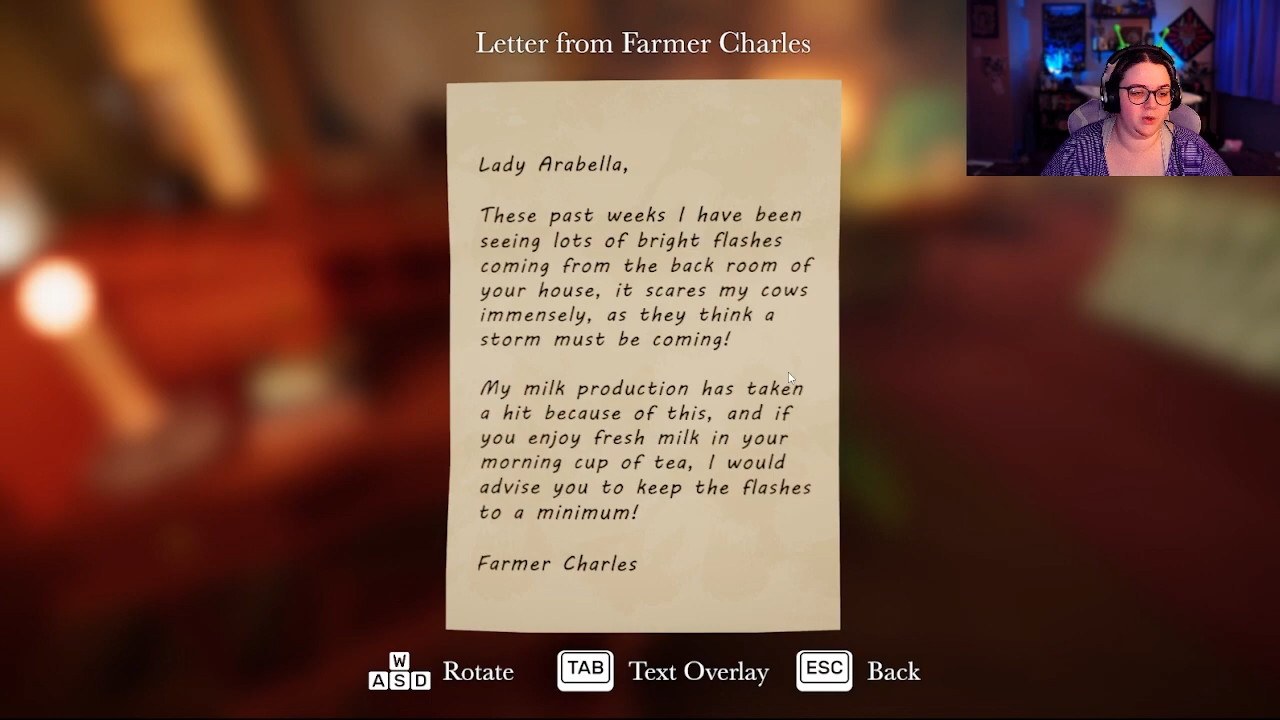 Letter from Farmer Charles
Lady Arabella,
These past weeks I have been
seeing lots of bright flashes
coming from the back room of
your house, it scares my cows
immensely, as they think a
storm must be coming!
My milk production has taken
a hit because of this, and if
you enjoy fresh milk in your
morning cup of tea, I would
advise you to keep the flashes
to a minimum!
Farmer Charles
W
A S D Rotate TAB Text Overlay ESC Back